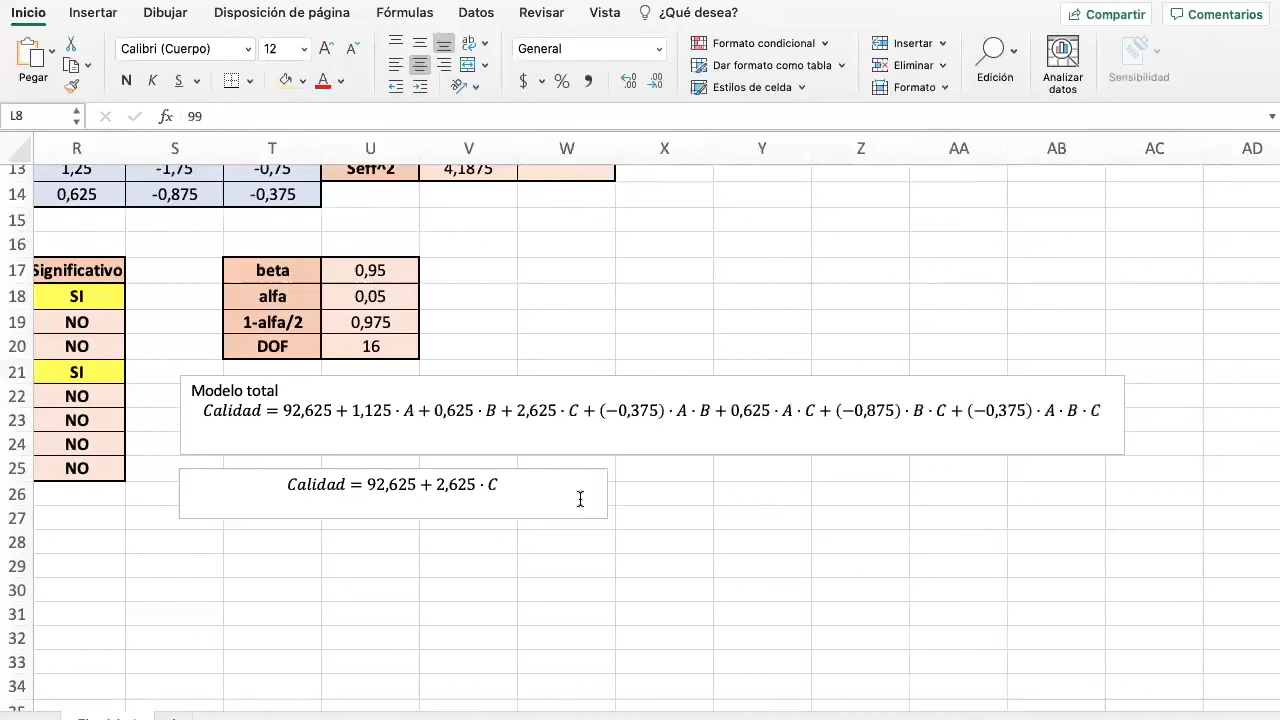 Inicio Insertar Dibujar Disposición de página Fórmulas Datos Revisar Vista ¿Qué desea? Compartir Comentarios
Pegar Calibri (Cuerpo) 12 A A General Formato condicional Insertar
N K S A $ % Dar formato como tabla Eliminar Edición Analizar datos Sensibilidad
Estilos de celda Formato
L8 fx 99
R S T U V W X Y Z AA AB AC AD
13 1,25 -1,75 -0,75 Seff^2 4,1875
14 0,625 -0,875 -0,375
15
16
17 Significativo beta 0,95
18 SI alfa 0,05
19 NO 1-alfa/2 0,975
20 NO DOF 16
21 SI
22 NO
23 NO
24 NO
25 NO
Modelo total
Calidad = 92,625 + 1,125 · A + 0,625 · B + 2,625 · C + (−0,375) · A · B + 0,625 · A · C + (−0,875) · B · C + (−0,375) · A · B · C
Calidad = 92,625 + 2,625 · C
26
27
28
29
30
31
32
33
34